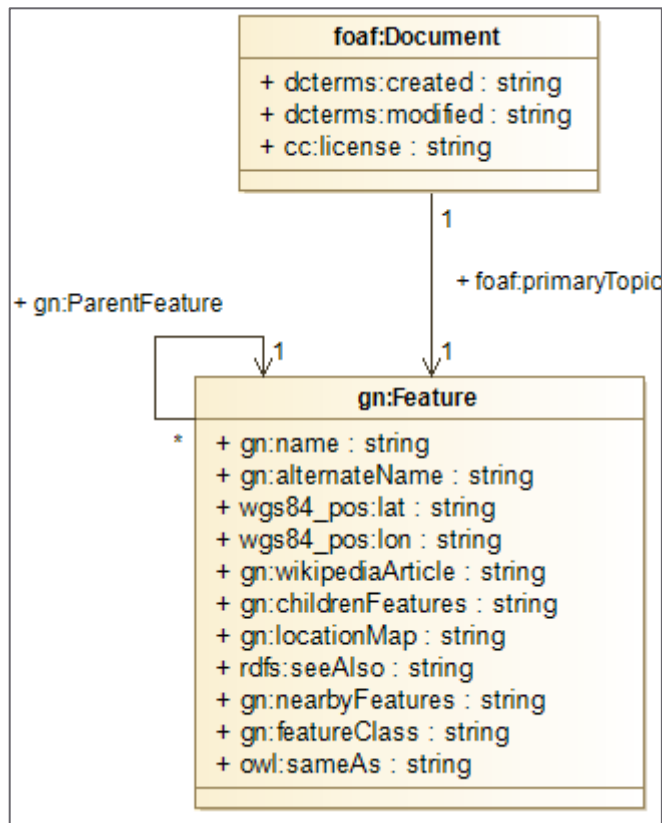 foaf:Document
+ dcterms:created : string
+ dcterms:modified : string
+ cc:license : string
1
+ foaf:primaryTopic
+ gn:ParentFeature
1
1
gn:Feature
*
+ gn:name : string
+ gn:alternateName : string
+ wgs84_pos:lat : string
+ wgs84_pos:lon : string
+ gn:wikipediaArticle : string
+ gn:childrenFeatures : string
+ gn:locationMap : string
+ rdfs:seeAlso : string
+ gn:nearbyFeatures : string
+ gn:featureClass : string
+ owl:sameAs : string